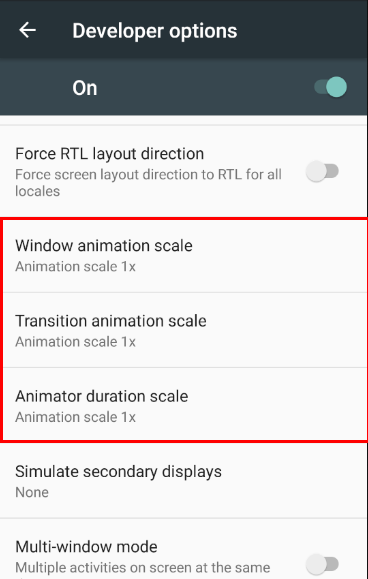 Developer options
On
Force RTL layout direction
Force screen layout direction to RTL for all
locales
Window animation scale
Animation scale 1x
Transition animation scale
Animation scale 1x
Animator duration scale
Animation scale 1x
Simulate secondary displays
None
Multi-window mode
Multiple activities on screen at the same